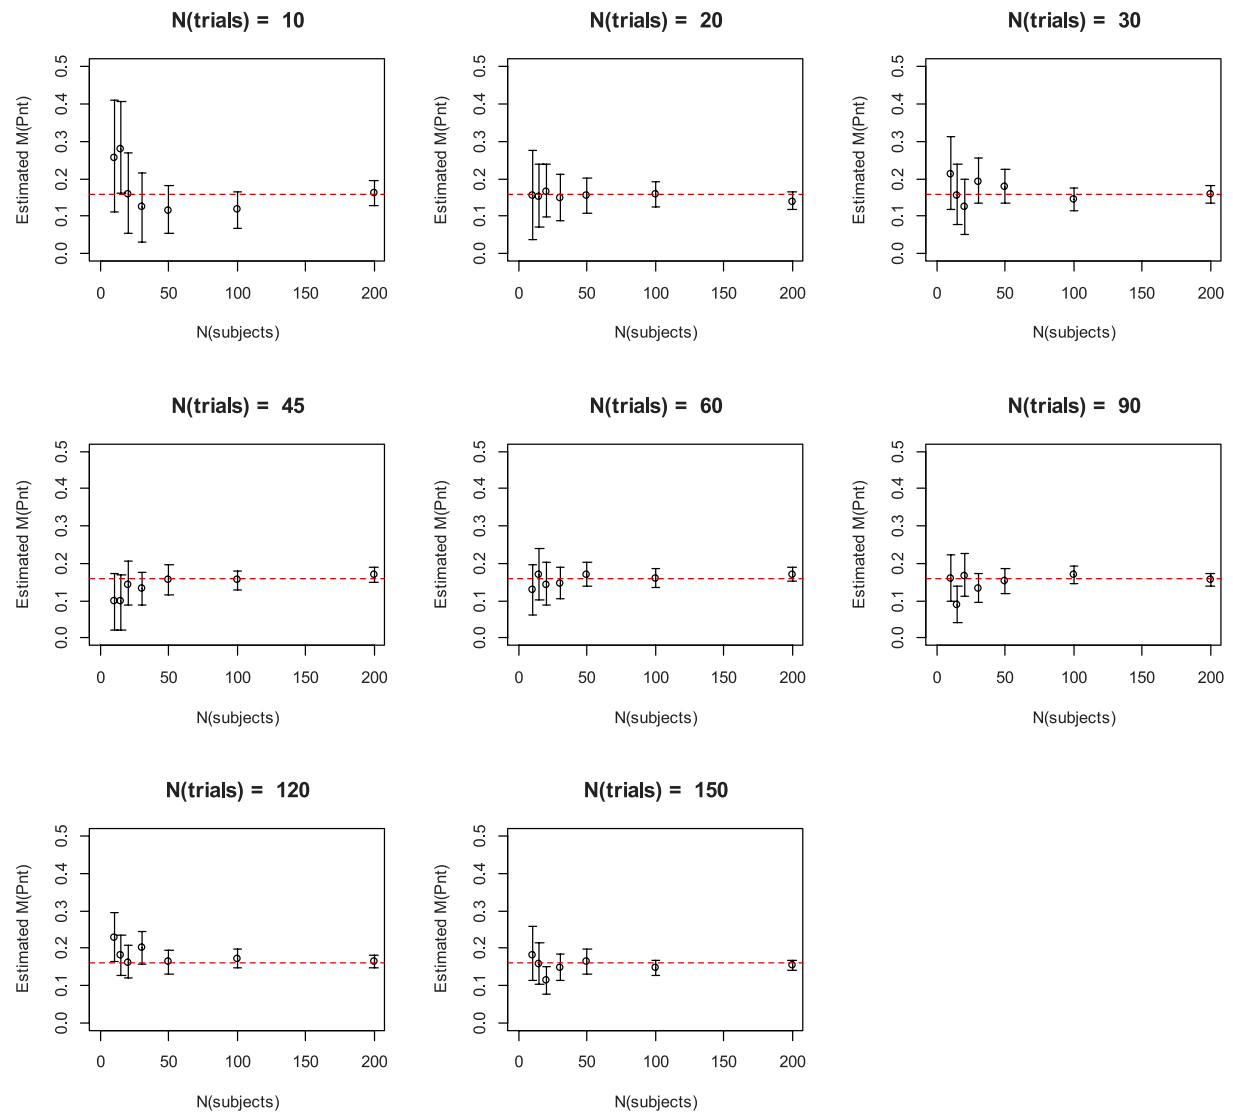 N(trials) = 10
Estimated M(Pnt)
0.0 0.1 0.2 0.3 0.4 0.5
0 50 100 150 200
N(subjects)
N(trials) = 20
Estimated M(Pnt)
0.0 0.1 0.2 0.3 0.4 0.5
0 50 100 150 200
N(subjects)
N(trials) = 30
Estimated M(Pnt)
0.0 0.1 0.2 0.3 0.4 0.5
0 50 100 150 200
N(subjects)
N(trials) = 45
Estimated M(Pnt)
0.0 0.1 0.2 0.3 0.4 0.5
0 50 100 150 200
N(subjects)
N(trials) = 60
Estimated M(Pnt)
0.0 0.1 0.2 0.3 0.4 0.5
0 50 100 150 200
N(subjects)
N(trials) = 90
Estimated M(Pnt)
0.0 0.1 0.2 0.3 0.4 0.5
0 50 100 150 200
N(subjects)
N(trials) = 120
Estimated M(Pnt)
0.0 0.1 0.2 0.3 0.4 0.5
0 50 100 150 200
N(subjects)
N(trials) = 150
Estimated M(Pnt)
0.0 0.1 0.2 0.3 0.4 0.5
0 50 100 150 200
N(subjects)